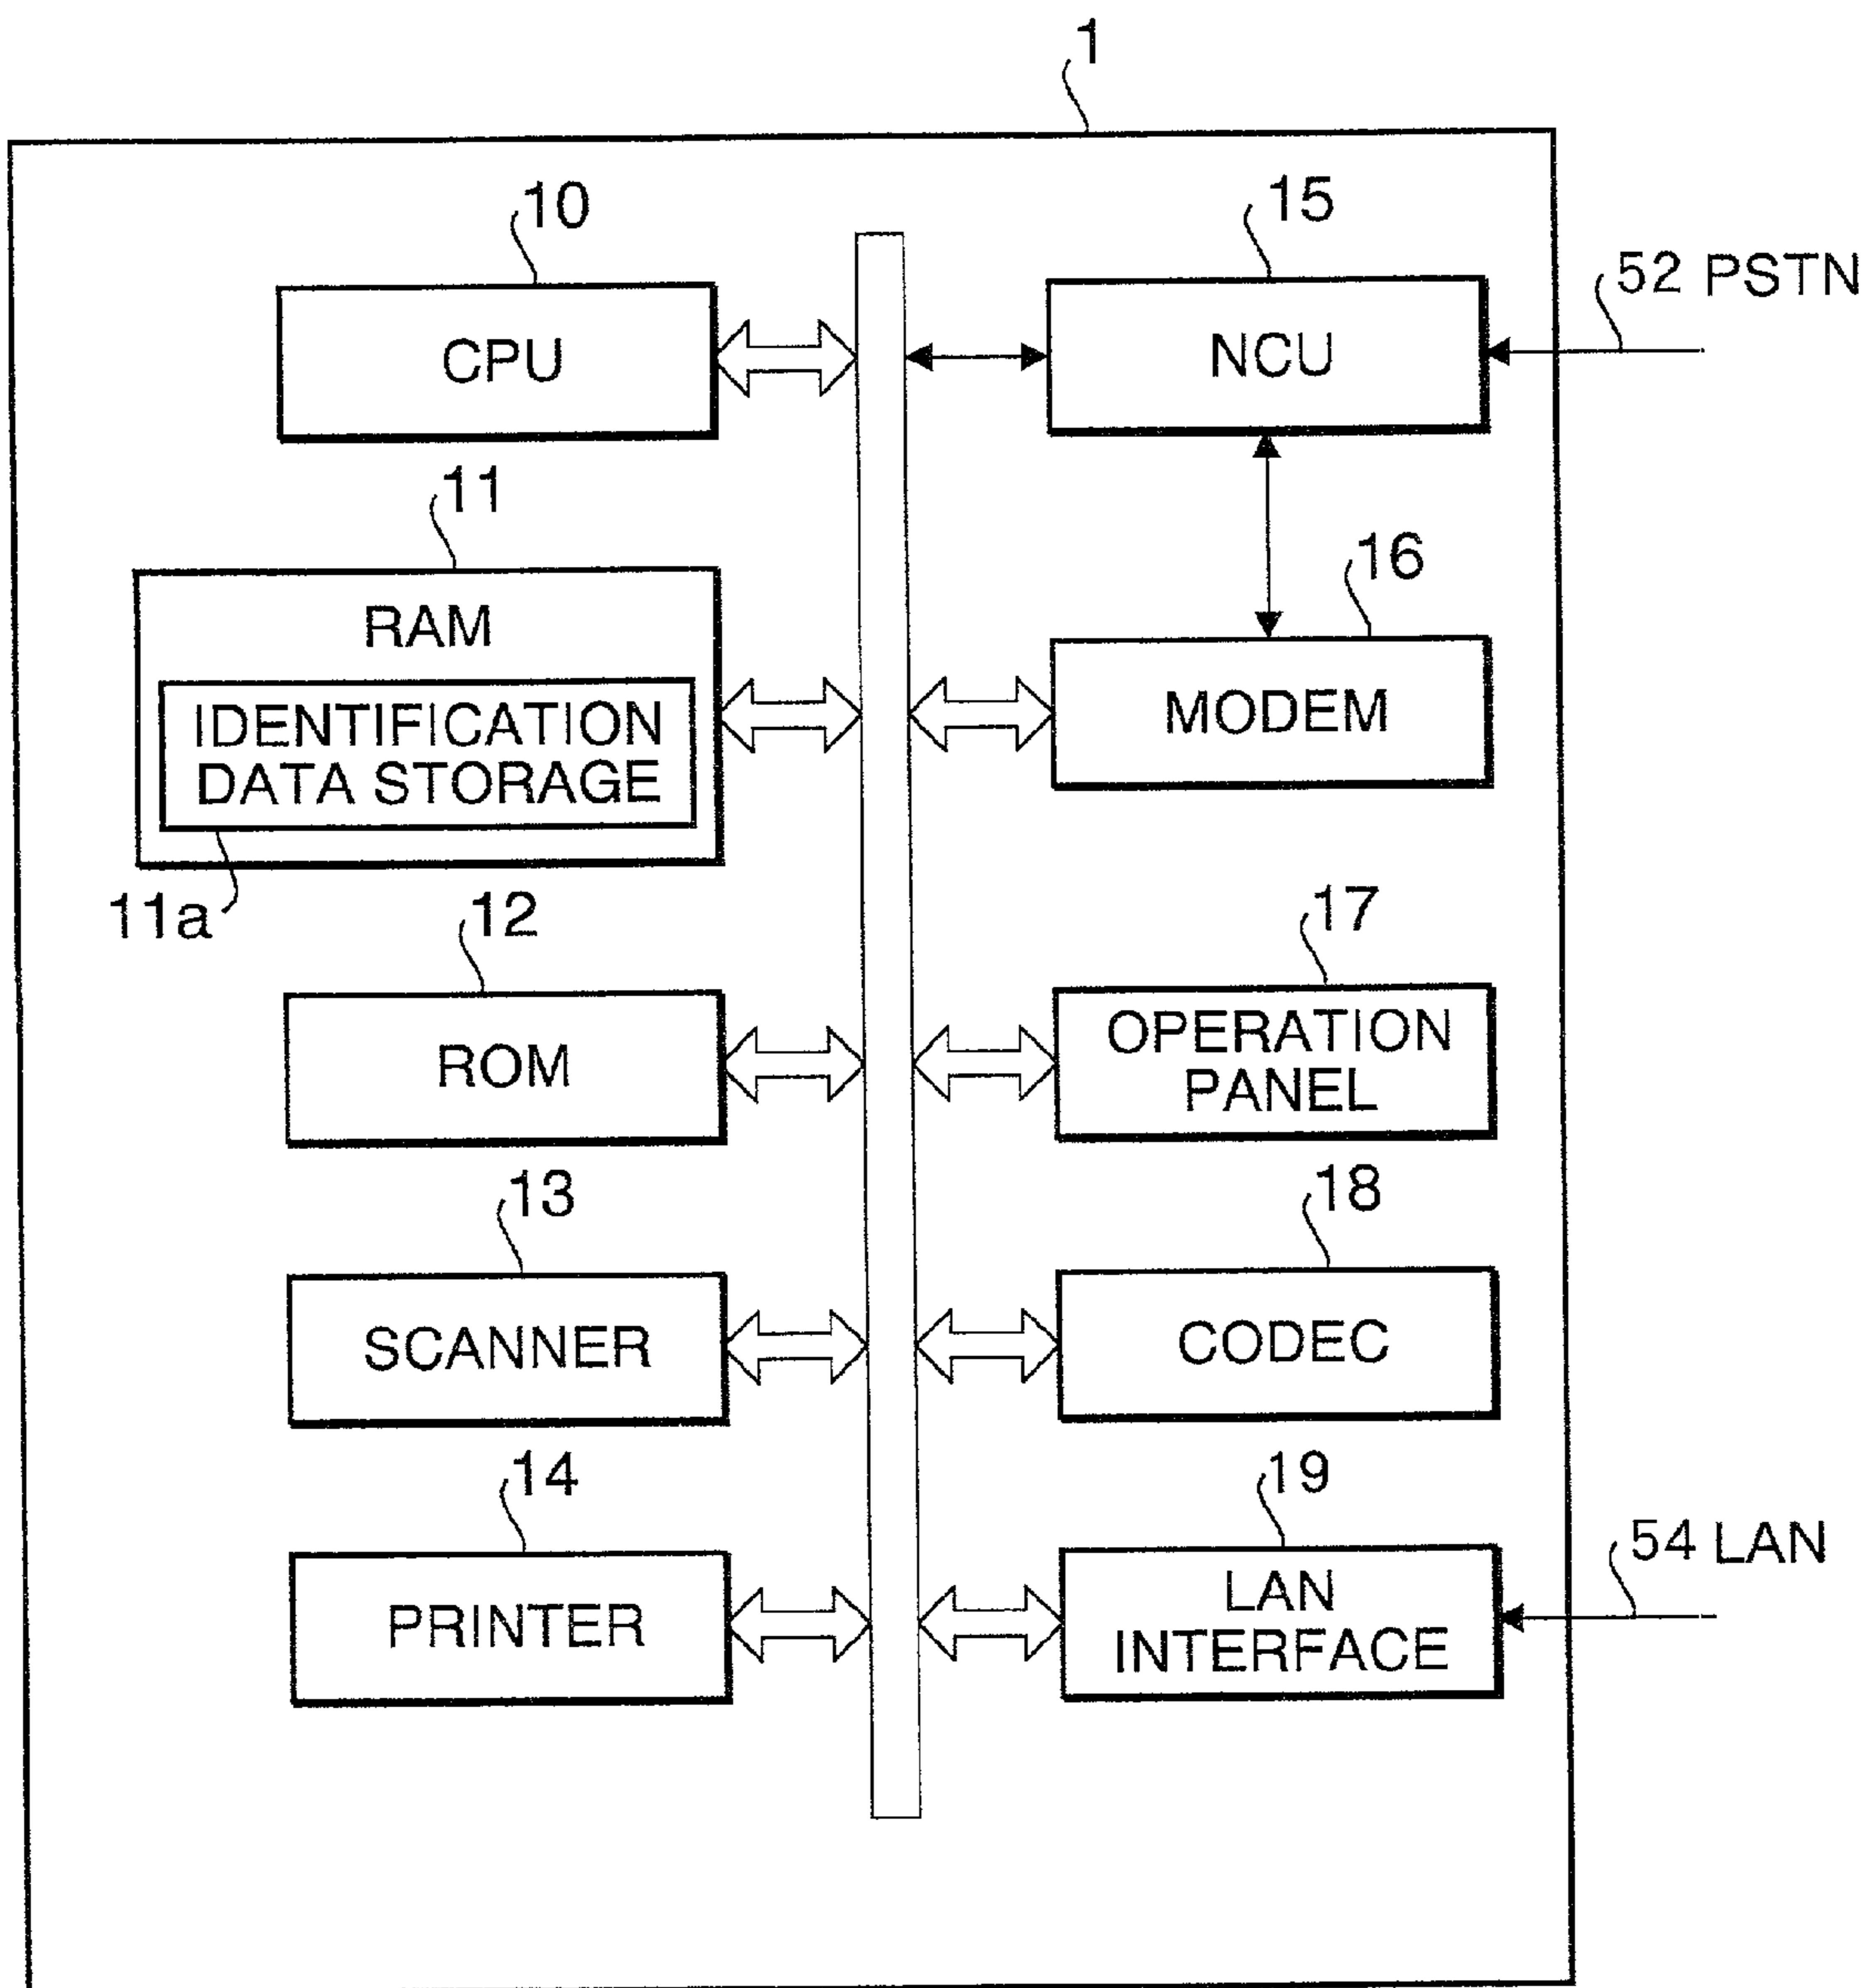 1
10
CPU
15
NCU
52 PSTN
11
RAM
IDENTIFICATION
DATA STORAGE
11a
16
MODEM
12
ROM
17
OPERATION
PANEL
13
SCANNER
18
CODEC
14
PRINTER
19
LAN
INTERFACE
54 LAN